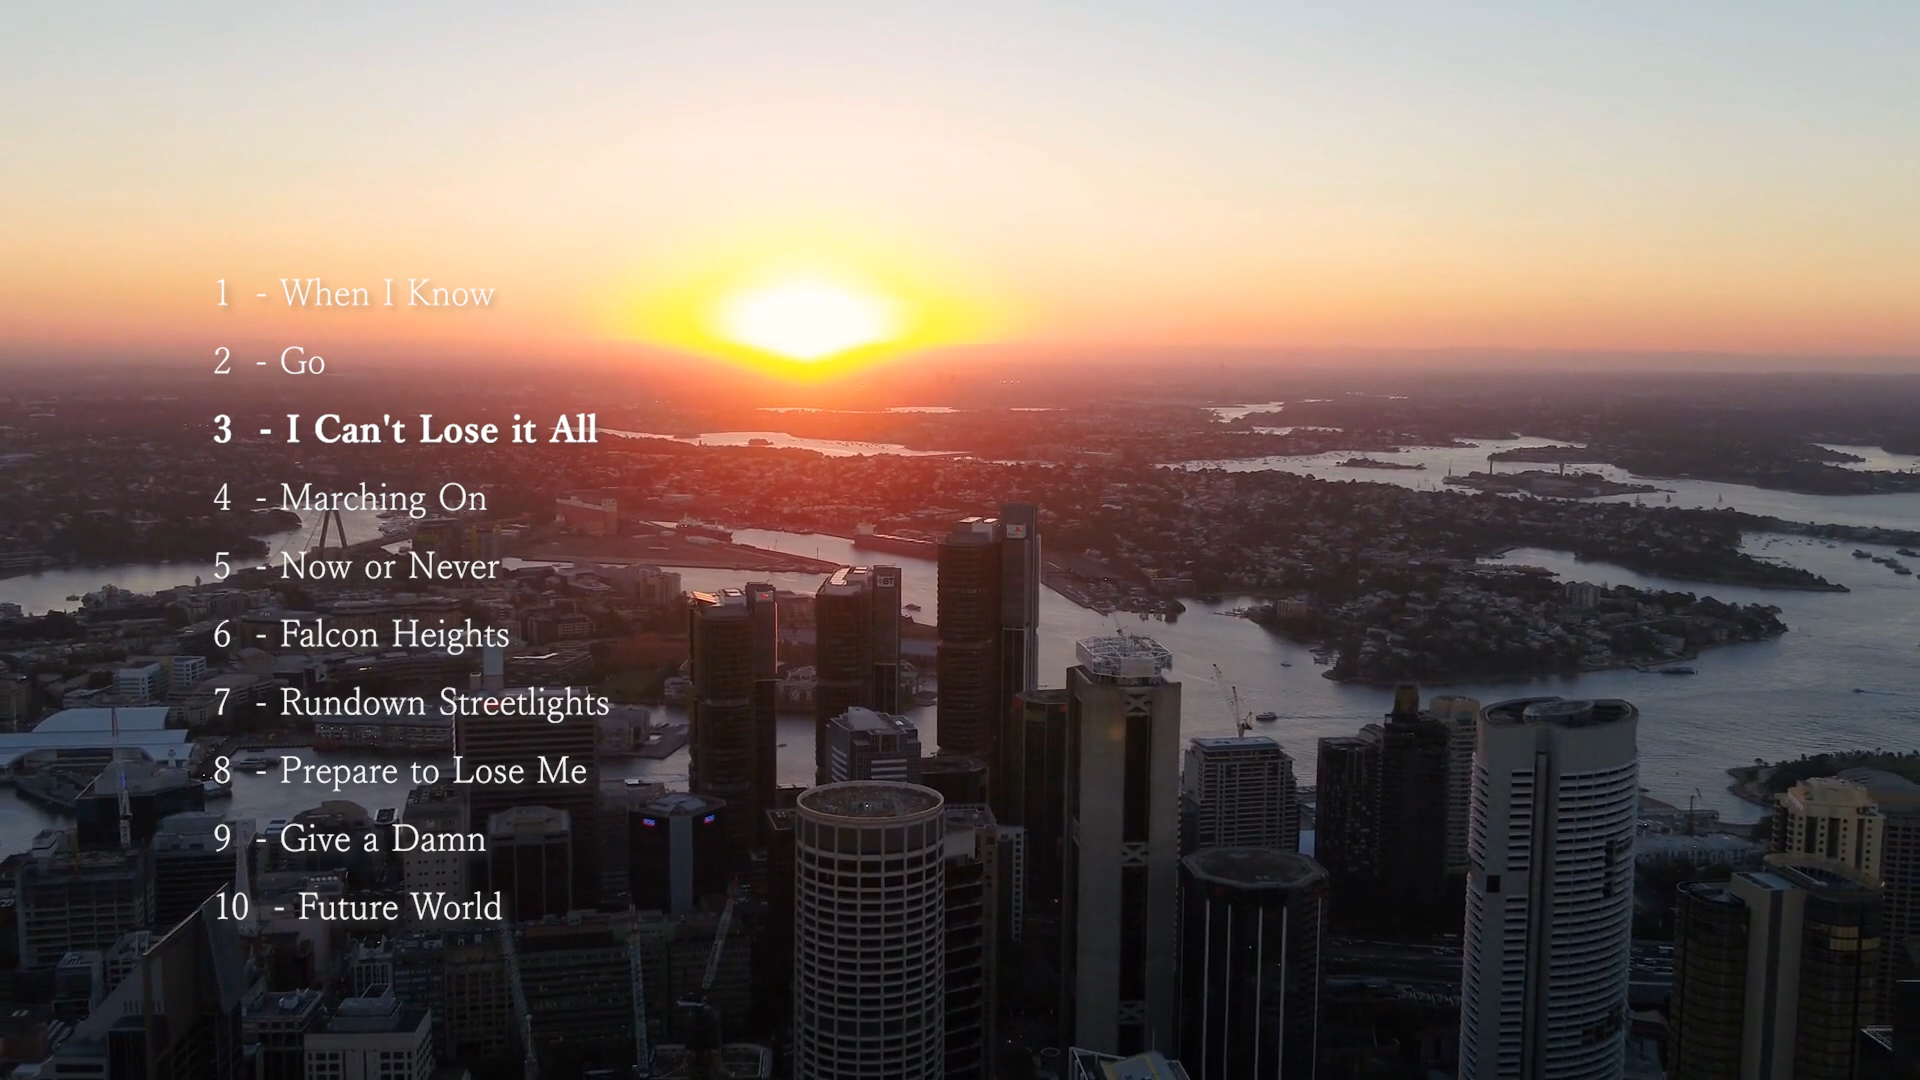 1 - When I Know
2 - Go
3 - I Can't Lose it All
4 - Marching On
5 - Now or Never
6 - Falcon Heights
7 - Rundown Streetlights
8 - Prepare to Lose Me
9 - Give a Damn
10 - Future World